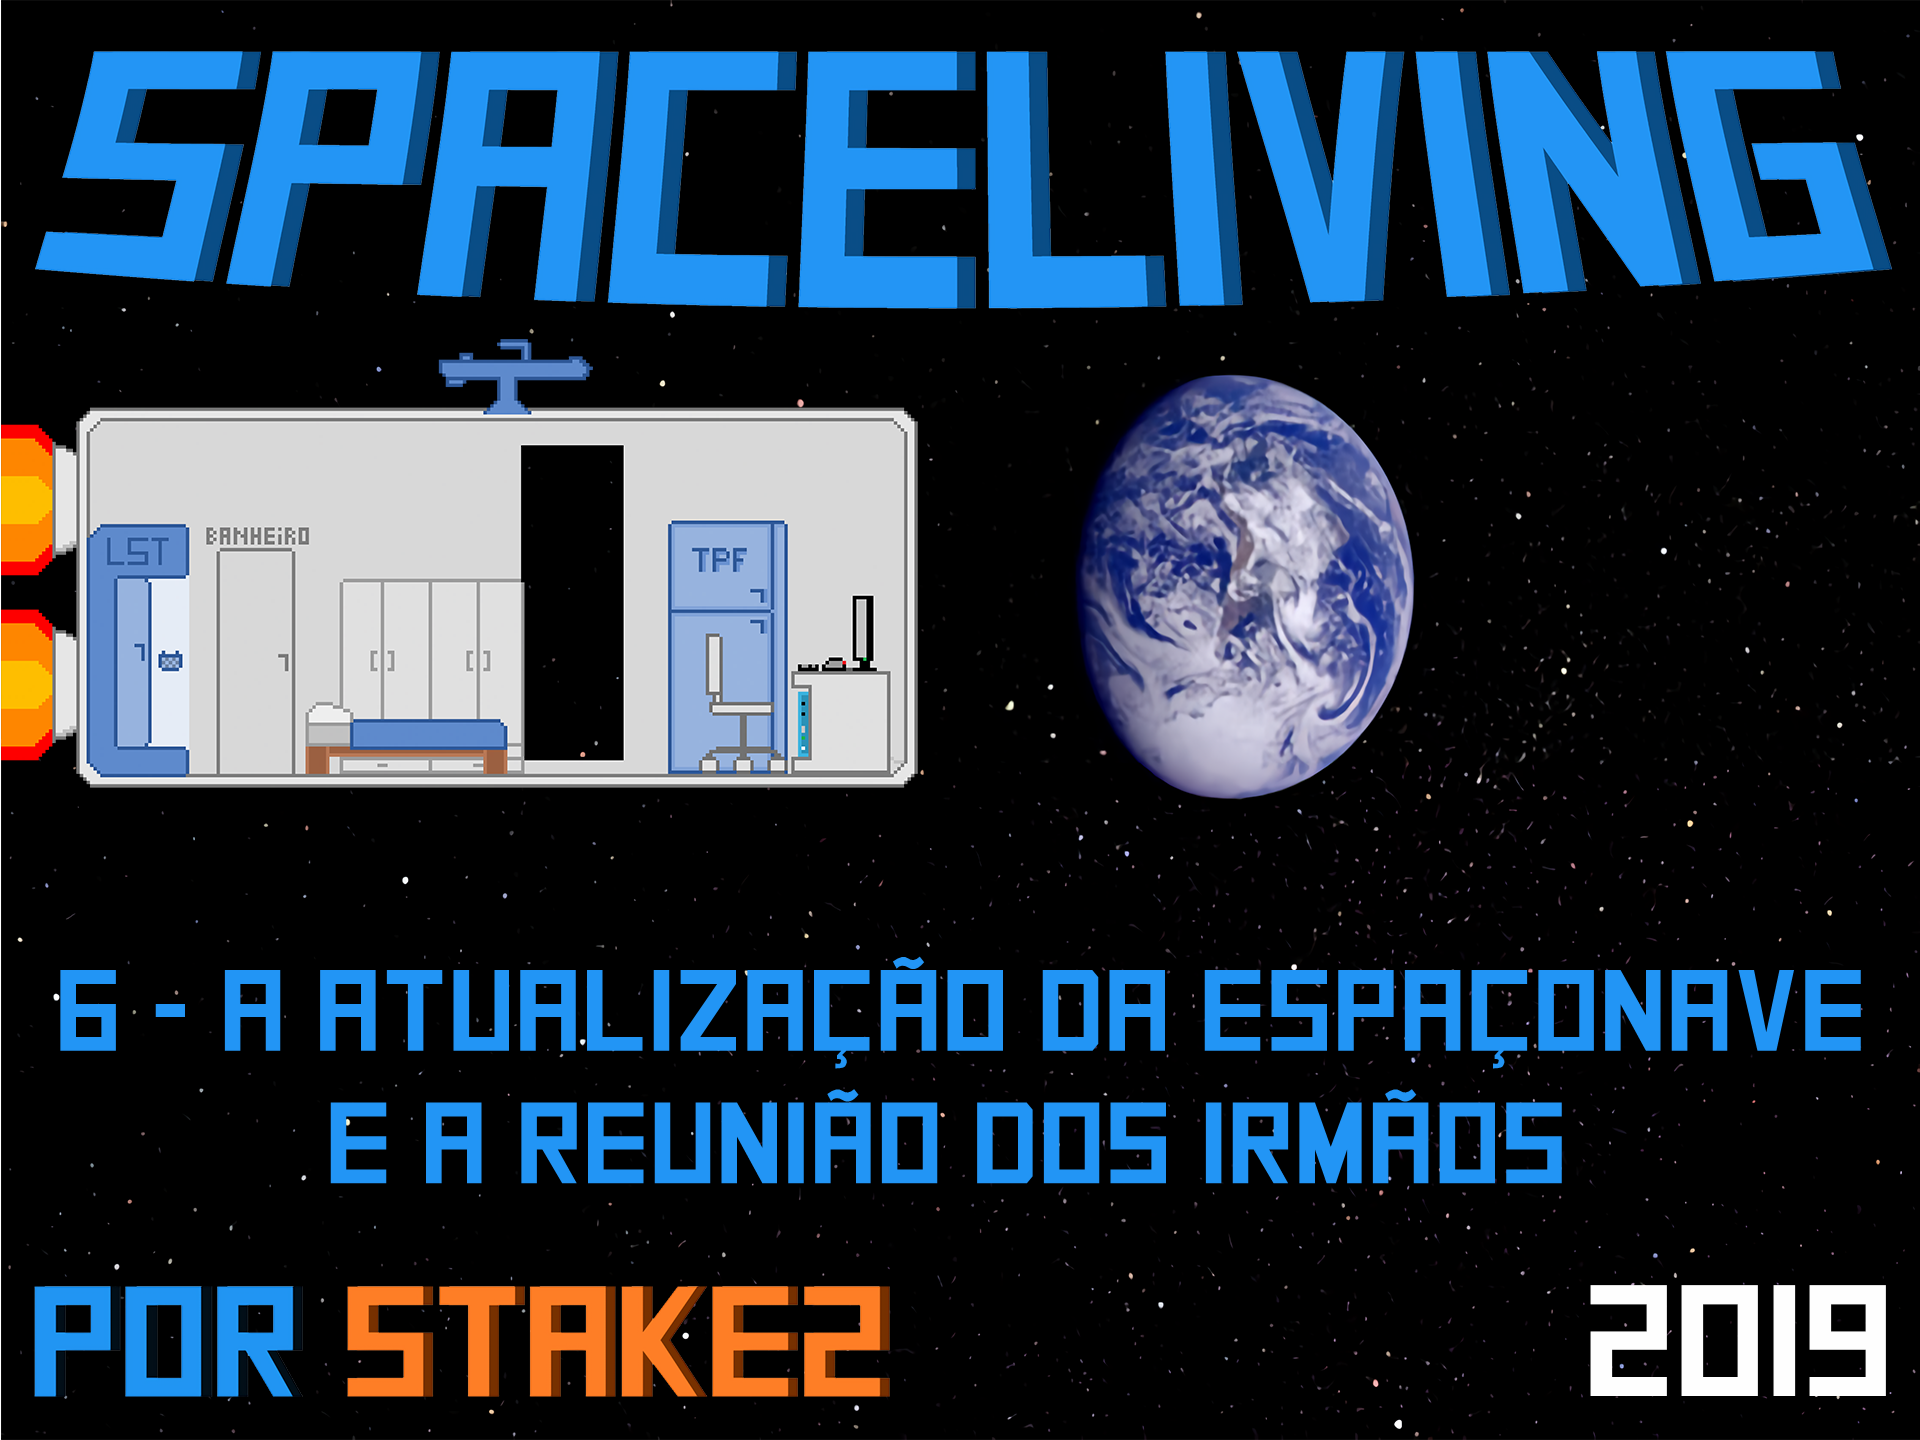 SPACELIVING
LST
BANHEiRO
TPF
6 - A ATUALIZAÇÃO DA ESPAÇONAVE
E A REUNIÃO DOS IRMÃOS
POR STAKE2
2019